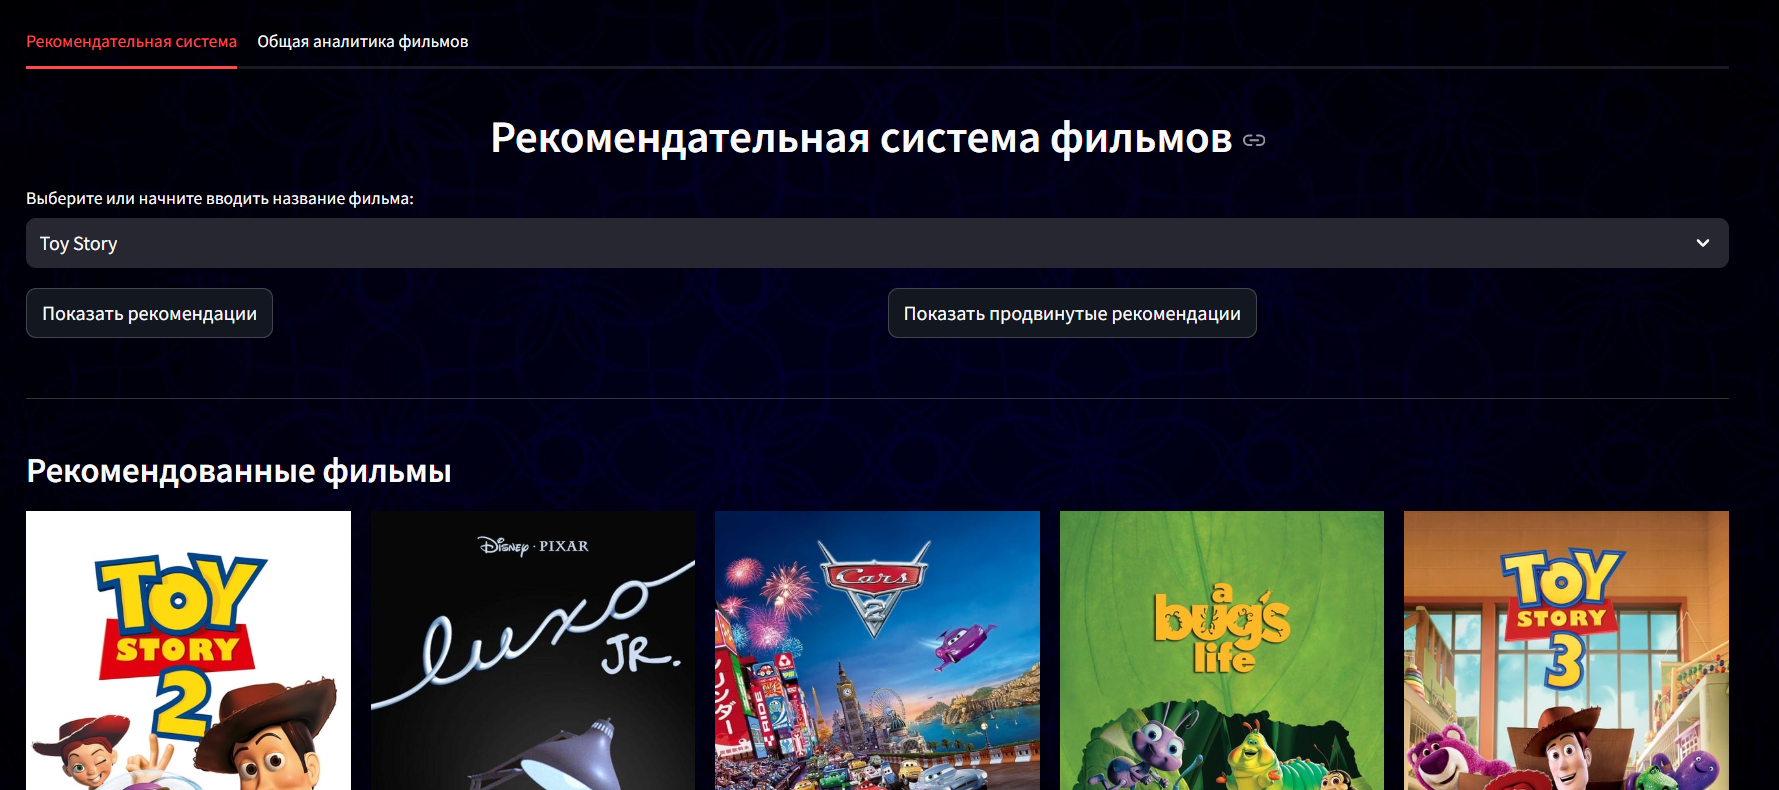 Рекомендательная система Общая аналитика фильмов
Рекомендательная система фильмов
Выберите или начните вводить название фильма:
Toy Story
Показать рекомендации Показать продвинутые рекомендации
Рекомендованные фильмы
TOY
STORY
2
Disney · PIXAR
luxo
JR.
Cars
2
RIDE
a
bug's
life
TOY
STORY
3